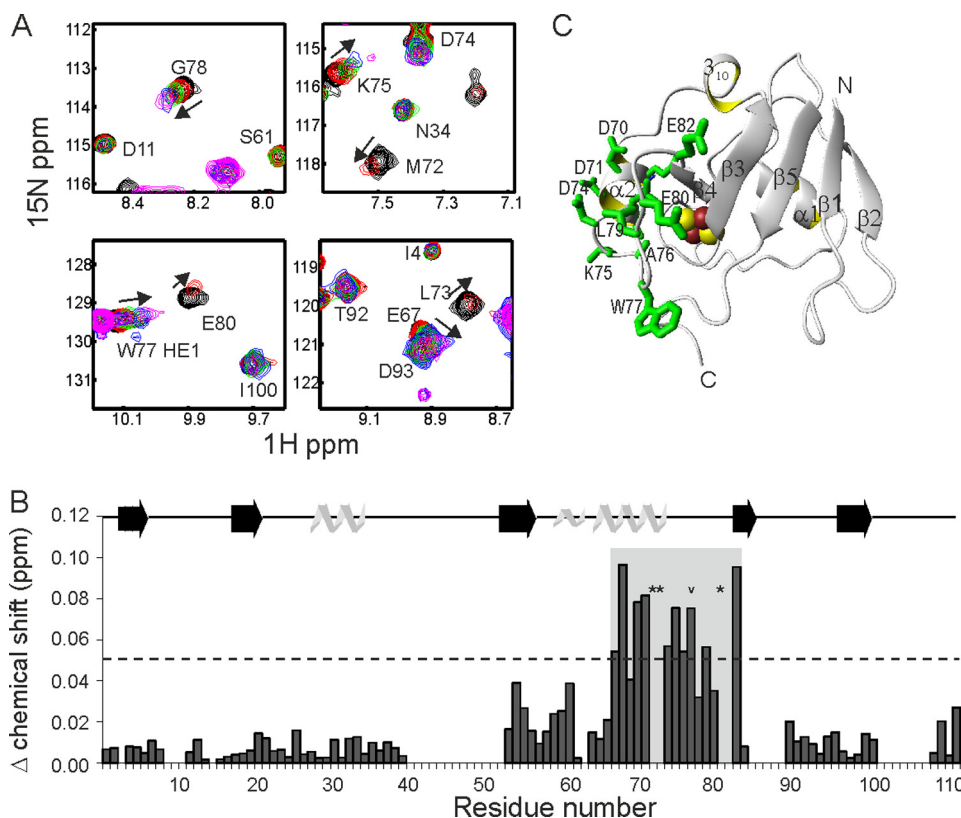 A
15N ppm
112
113
114
115
116
G78
D11
S61
8.4
8.2
8.0
115
116
117
118
D74
K75
N34
M72
7.5
7.3
7.1
128
129
130
131
E80
W77 HE1
I100
10.1
9.9
9.7
119
120
121
122
I4
L73
T92
E67
D93
9.1
8.9
8.7
1H ppm
C
3 10
N
D70
E82
D71
β3
D74
α2
β4
β5
E80
α1
β1
β2
L79
A76
K75
W77
C
B
Δ chemical shift (ppm)
0.12
0.10
0.08
0.06
0.04
0.02
0.00
** v *
10 20 30 40 50 60 70 80 90 100 110
Residue number